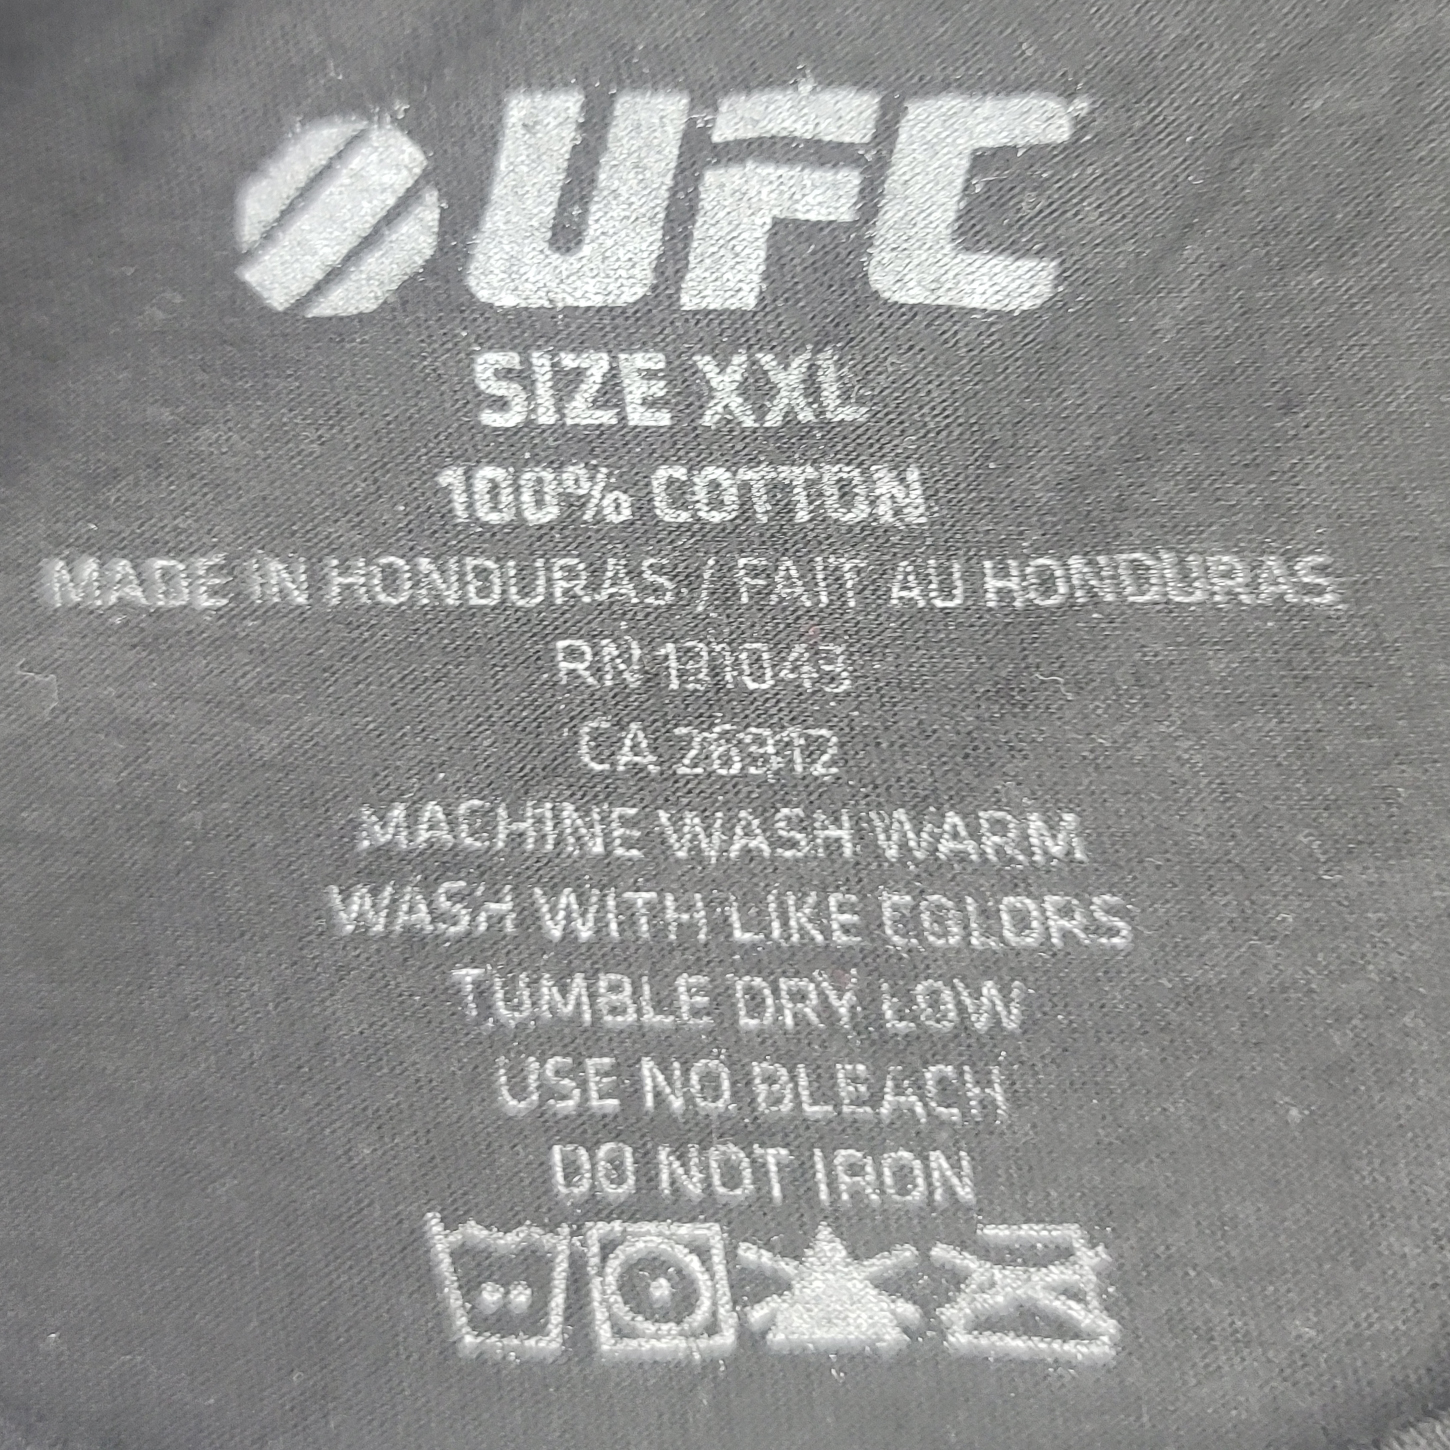 UFC
SIZE XXL
100% COTTON
MADE IN HONDURAS / FAIT AU HONDURAS
RN 131043
CA 26912
MACHINE WASH WARM
WASH WITH LIKE COLORS
TUMBLE DRY LOW
USE NO BLEACH
DO NOT IRON